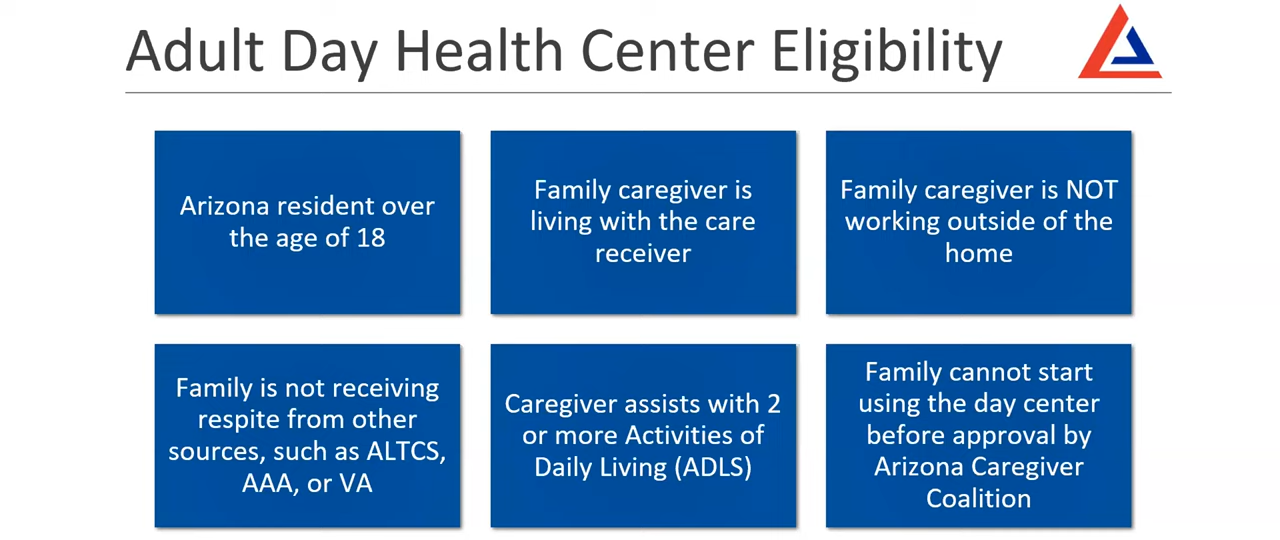 Adult Day Health Center Eligibility
Arizona resident over
the age of 18
Family caregiver is
living with the care
receiver
Family caregiver is NOT
working outside of the
home
Family is not receiving
respite from other
sources, such as ALTCS,
AAA, or VA
Caregiver assists with 2
or more Activities of
Daily Living (ADLS)
Family cannot start
using the day center
before approval by
Arizona Caregiver
Coalition